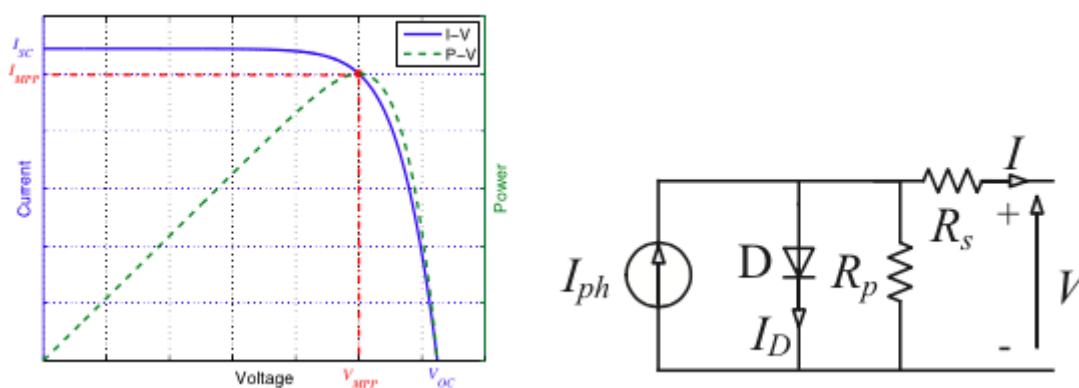 I_SC
I_MPP
Current
I-V
P-V
Power
Voltage
V_MPP
V_OC
I
+
R_s
I_ph
D
R_p
V
I_D
-